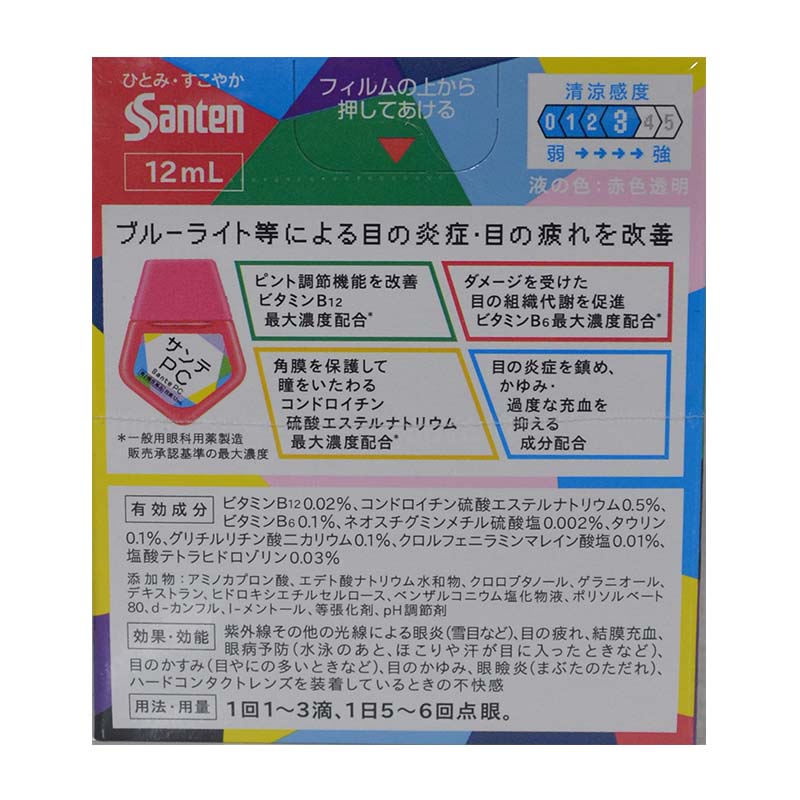 ひとみ・すこやか
Santen
12mL
フィルムの上から
押してあける
清涼感度
0 1 2 3 4 5
弱 →→→→ 強
液の色:赤色透明
ブルーライト等による目の炎症・目の疲れを改善
ピント調節機能を改善
ビタミンB12
最大濃度配合*
ダメージを受けた
目の組織代謝を促進
ビタミンB6最大濃度配合*
サンテ
PC
Sante PC
角膜を保護して
瞳をいたわる
コンドロイチン
硫酸エステルナトリウム
最大濃度配合*
目の炎症を鎮め、
かゆみ・
過度な充血を
抑える
成分配合
*一般用眼科用薬製造
販売承認基準の最大濃度
有効成分 ビタミンB12 0.02%、コンドロイチン硫酸エステルナトリウム0.5%、
ビタミンB6 0.1%、ネオスチグミンメチル硫酸塩0.002%、タウリン
0.1%、グリチルリチン酸二カリウム0.1%、クロルフェニラミンマレイン酸塩0.01%、
塩酸テトラヒドロゾリン0.03%
添加物:アミノカプロン酸、エデト酸ナトリウム水和物、クロロブタノール、ゲラニオール、
デキストラン、ヒドロキシエチルセルロース、ベンザルコニウム塩化物液、ポリソルベート
80、d-カンフル、l-メントール、等張化剤、pH調節剤
効果・効能 紫外線その他の光線による眼炎(雪目など)、目の疲れ、結膜充血、
眼病予防(水泳のあと、ほこりや汗が目に入ったときなど)、
目のかすみ(目やにの多いときなど)、目のかゆみ、眼瞼炎(まぶたのただれ)、
ハードコンタクトレンズを装着しているときの不快感
用法・用量 1回1~3滴、1日5~6回点眼。